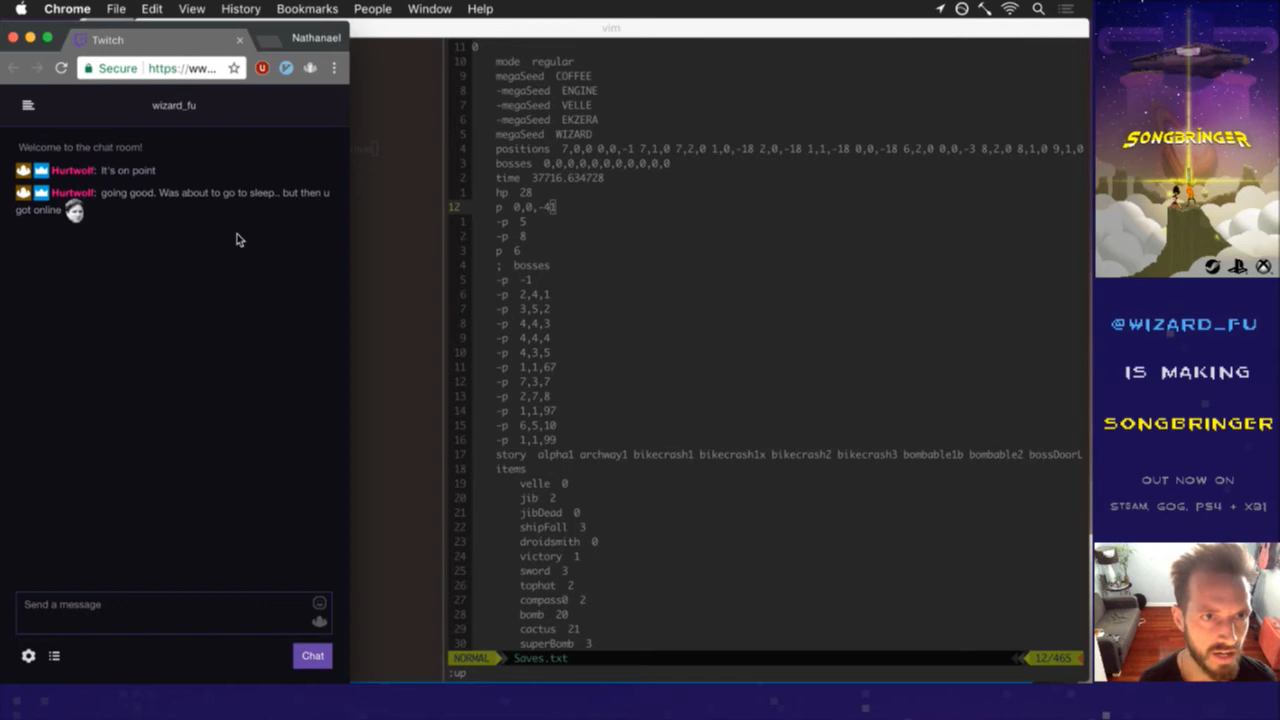 Chrome File Edit View History Bookmarks People Window Help
Twitch
Nathanael
Secure https://ww...
wizard_fu
Welcome to the chat room!
Hurtwolf: It's on point
Hurtwolf: going good. Was about to go to sleep.. but then u
got online
Send a message
Chat
vim
11 0
10 mode regular
9 megaSeed COFFEE
8 -megaSeed ENGINE
7 -megaSeed VELLE
6 -megaSeed EKZERA
5 megaSeed WIZARD
4 positions 7,0,0 0,0,-1 7,1,0 7,2,0 1,0,-18 2,0,-18 1,1,-18 0,0,-18 6,2,0 0,0,-3 8,2,0 8,1,0 9,1,0
3 bosses 0,0,0,0,0,0,0,0,0,0,0
2 time 37716.634728
1 hp 28
12 p 0,0,-41
1 -p 5
2 -p 8
3 p 6
4 ; bosses
5 -p -1
6 -p 2,4,1
7 -p 3,5,2
8 -p 4,4,3
9 -p 4,4,4
10 -p 4,3,5
11 -p 1,1,67
12 -p 7,3,7
13 -p 2,7,8
14 -p 1,1,97
15 -p 6,5,10
16 -p 1,1,99
17 story alpha1 archway1 bikecrash1 bikecrash1x bikecrash2 bikecrash3 bombable1b bombable2 bossDoorL
18 items
19 velle 0
20 jib 2
21 jibDead 0
22 shipFall 3
23 droidsmith 0
24 victory 1
25 sword 3
26 tophat 2
27 compass0 2
28 bomb 20
29 cactus 21
30 superBomb 3
NORMAL Saves.txt 12/465
:up
SONGBRINGER
@WIZARD_FU
IS MAKING
SONGBRINGER
OUT NOW ON
STEAM, GOG, PS4 + XB1